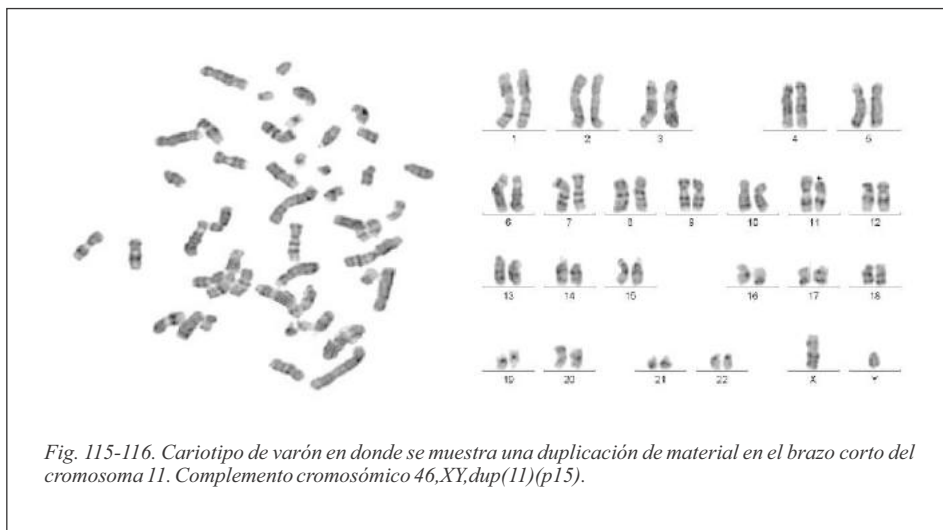 1 2 3 4 5
6 7 8 9 10 11 12
13 14 15 16 17 18
19 20 21 22 X Y
Fig. 115-116. Cariotipo de varón en donde se muestra una duplicación de material en el brazo corto del
cromosoma 11. Complemento cromosómico 46,XY,dup(11)(p15).